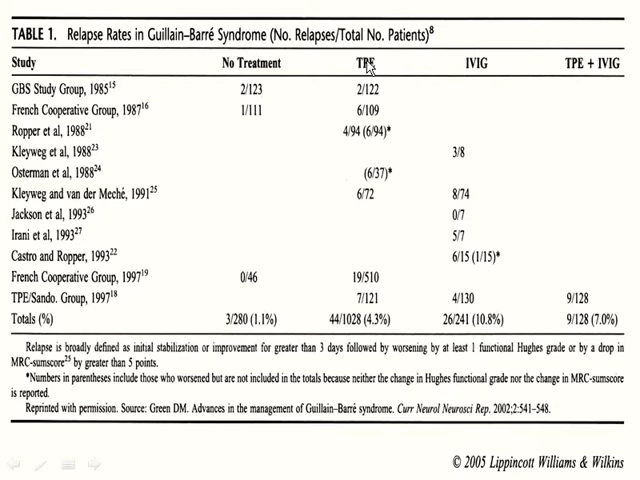 TABLE 1. Relapse Rates in Guillain–Barré Syndrome (No. Relapses/Total No. Patients)8
Study No Treatment TPE IVIG TPE + IVIG
GBS Study Group, 198515 2/123 2/122
French Cooperative Group, 198716 1/111 6/109
Ropper et al, 198821 4/94 (6/94)*
Kleyweg et al, 198823 3/8
Osterman et al, 198824 (6/37)*
Kleyweg and van der Meché, 199125 6/72 8/74
Jackson et al, 199326 0/7
Irani et al, 199327 5/7
Castro and Ropper, 199322 6/15 (1/15)*
French Cooperative Group, 199719 0/46 19/510
TPE/Sando. Group, 199718 7/121 4/130 9/128
Totals (%) 3/280 (1.1%) 44/1028 (4.3%) 26/241 (10.8%) 9/128 (7.0%)
Relapse is broadly defined as initial stabilization or improvement for greater than 3 days followed by worsening by at least 1 functional Hughes grade or by a drop in
MRC-sumscore25 by greater than 5 points.
*Numbers in parentheses include those who worsened but are not included in the totals because neither the change in Hughes functional grade nor the change in MRC-sumscore
is reported.
Reprinted with permission. Source: Green DM. Advances in the management of Guillain–Barré syndrome. Curr Neurol Neurosci Rep. 2002;2:541–548.
© 2005 Lippincott Williams & Wilkins